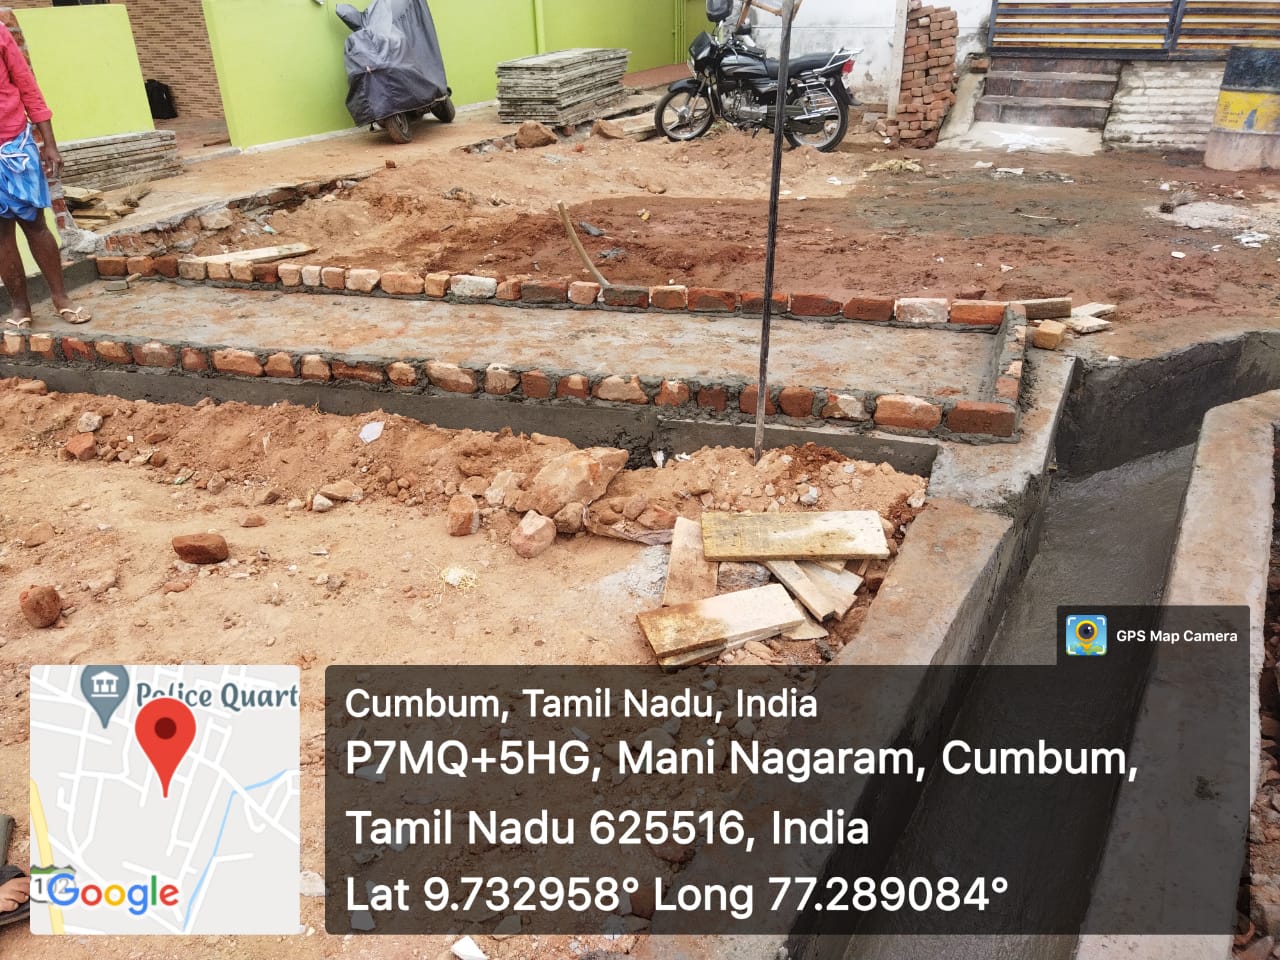 GPS Map Camera
Police Quart
Google
Cumbum, Tamil Nadu, India
P7MQ+5HG, Mani Nagaram, Cumbum,
Tamil Nadu 625516, India
Lat 9.732958° Long 77.289084°